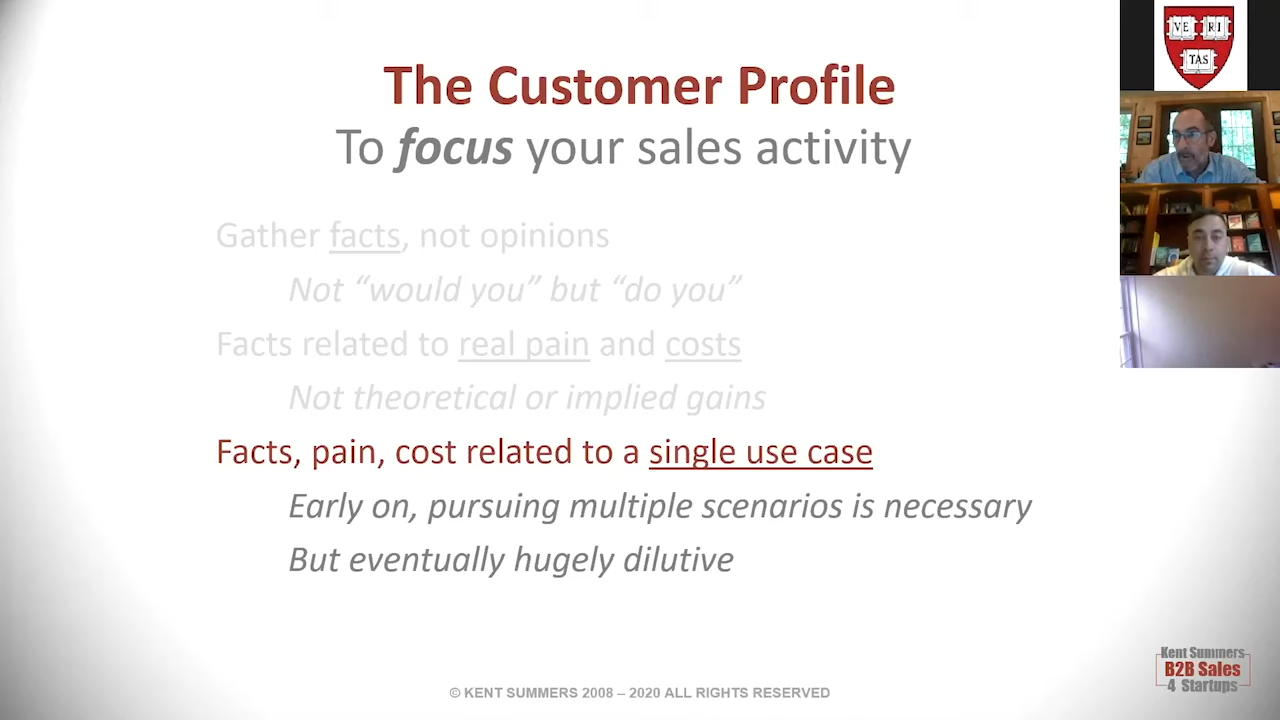 The Customer Profile
To focus your sales activity
Gather facts, not opinions
Not “would you” but “do you”
Facts related to real pain and costs
Not theoretical or implied gains
Facts, pain, cost related to a single use case
Early on, pursuing multiple scenarios is necessary
But eventually hugely dilutive
VE RI
TAS
Kent Summers
B2B Sales
4 Startups
© KENT SUMMERS 2008 – 2020 ALL RIGHTS RESERVED